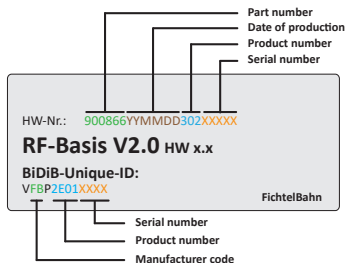 Part number
Date of production
Product number
Serial number
HW-Nr.: 900866YYMMDD302XXXXX
RF-Basis V2.0 HW x.x
BiDiB-Unique-ID:
VFBP2E01XXXX
FichtelBahn
Serial number
Product number
Manufacturer code